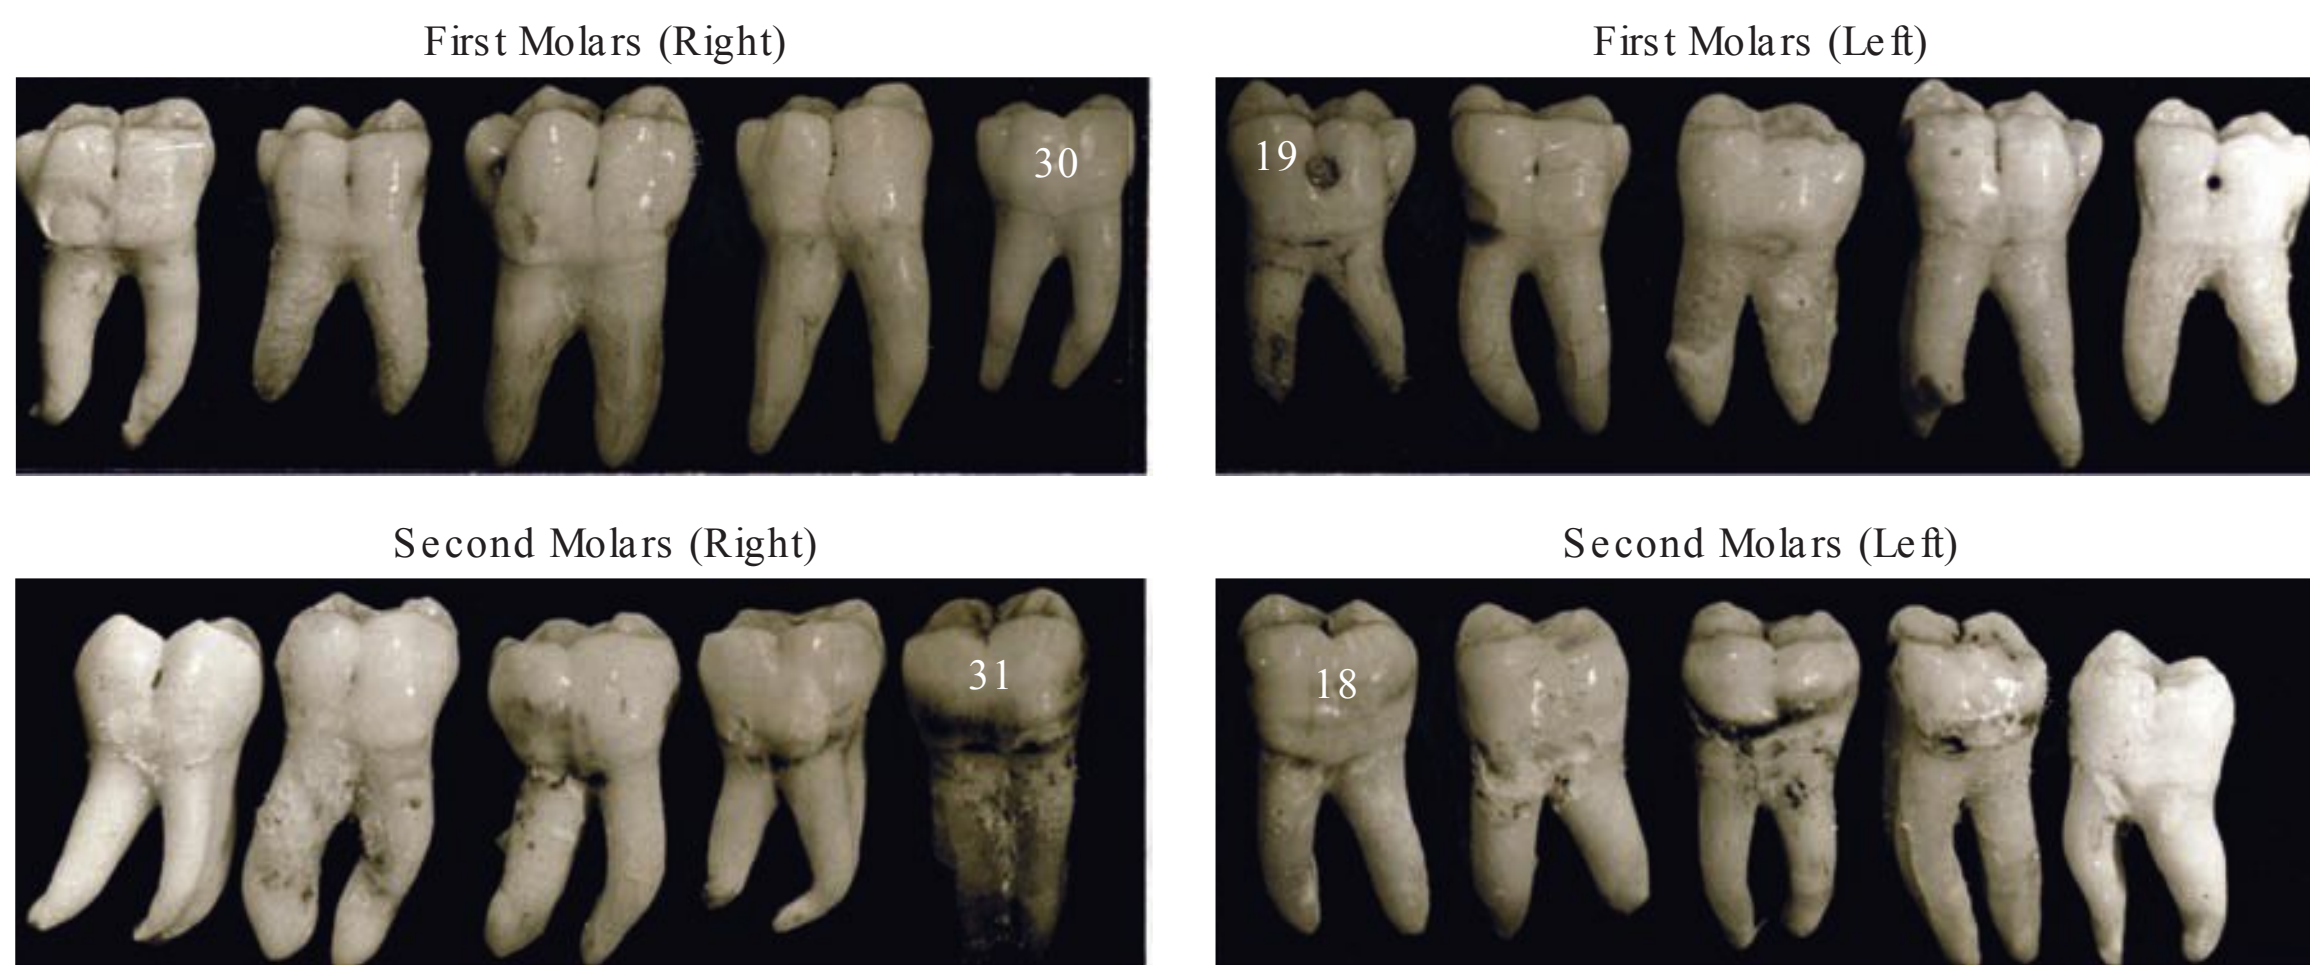 First Molars (Right)
First Molars (Left)
30
19
Second Molars (Right)
Second Molars (Left)
31
18